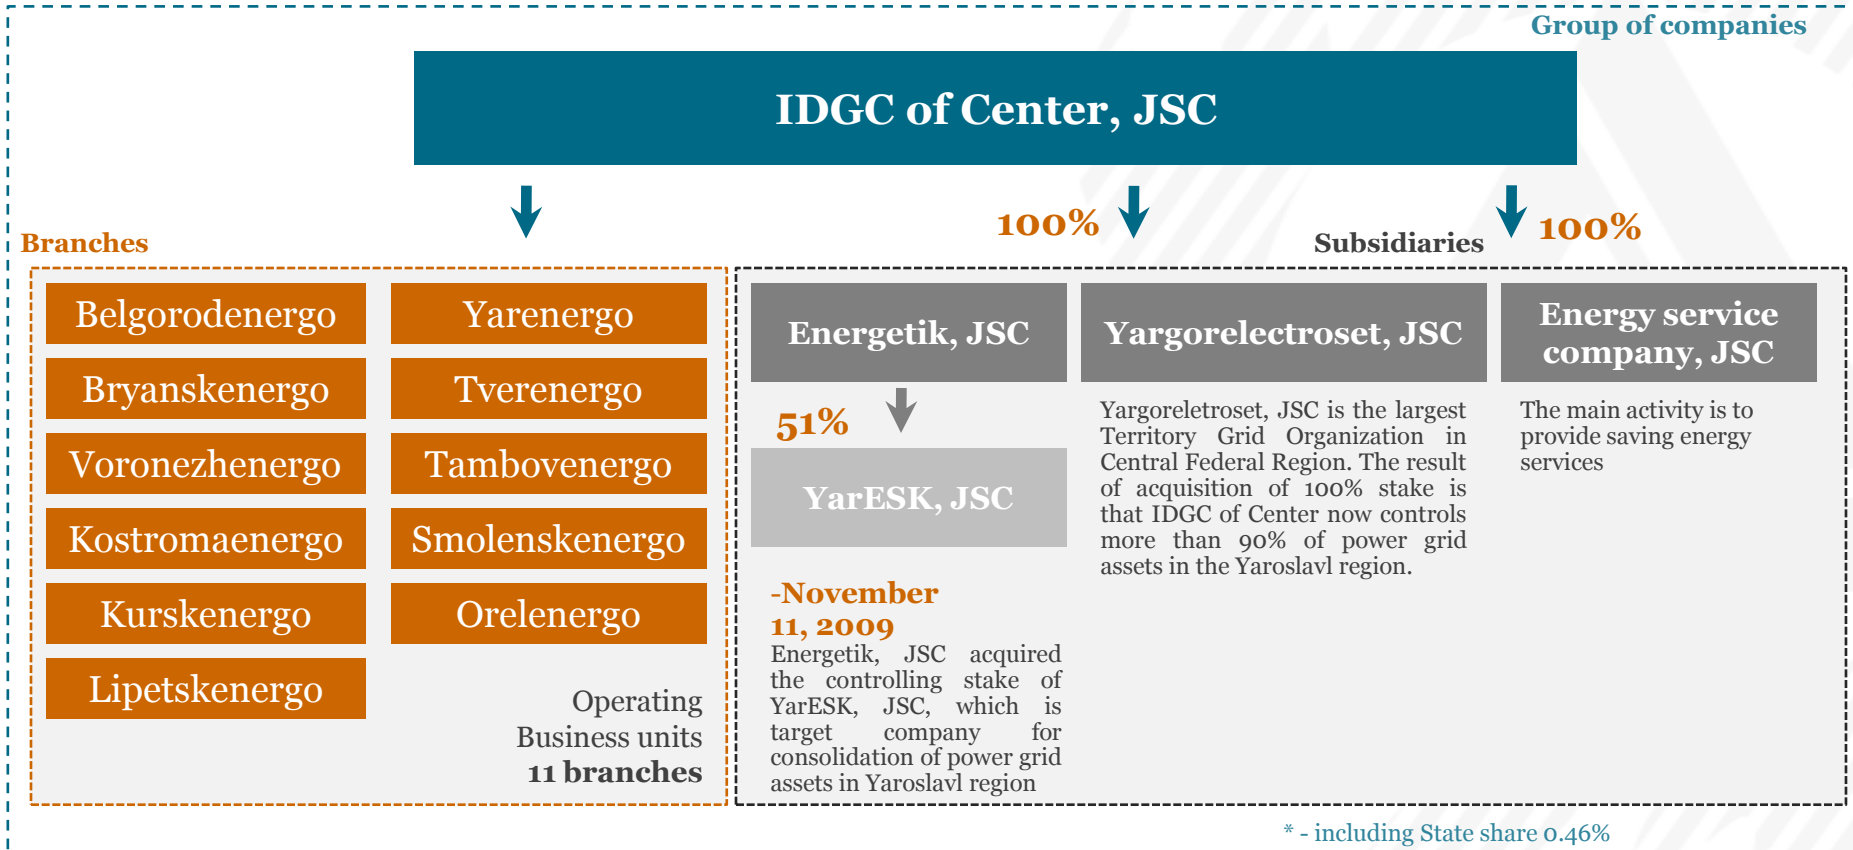 Group of companies
IDGC of Center, JSC
100%
100%
Branches
Subsidiaries
Belgorodenergo
Bryanskenergo
Voronezhenergo
Kostromaenergo
Kurskenergo
Lipetskenergo
Yarenergo
Tverenergo
Tambovenergo
Smolenskenergo
Orelenergo
Operating
Business units
11 branches
Energetik, JSC
51%
YarESK, JSC
-November
11, 2009
Energetik, JSC acquired
the controlling stake of
YarESK, JSC, which is
target company for
consolidation of power grid
assets in Yaroslavl region
Yargorelectroset, JSC
Yargoreletroset, JSC is the largest
Territory Grid Organization in
Central Federal Region. The result
of acquisition of 100% stake is
that IDGC of Center now controls
more than 90% of power grid
assets in the Yaroslavl region.
Energy service
company, JSC
The main activity is to
provide saving energy
services
* - including State share 0.46%